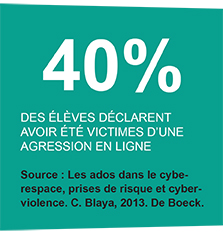 40%
DES ÉLÈVES DÉCLARENT
AVOIR ÉTÉ VICTIMES D'UNE
AGRESSION EN LIGNE
Source : Les ados dans le cybe-
respace, prises de risque et cyber-
violence. C. Blaya, 2013. De Boeck.